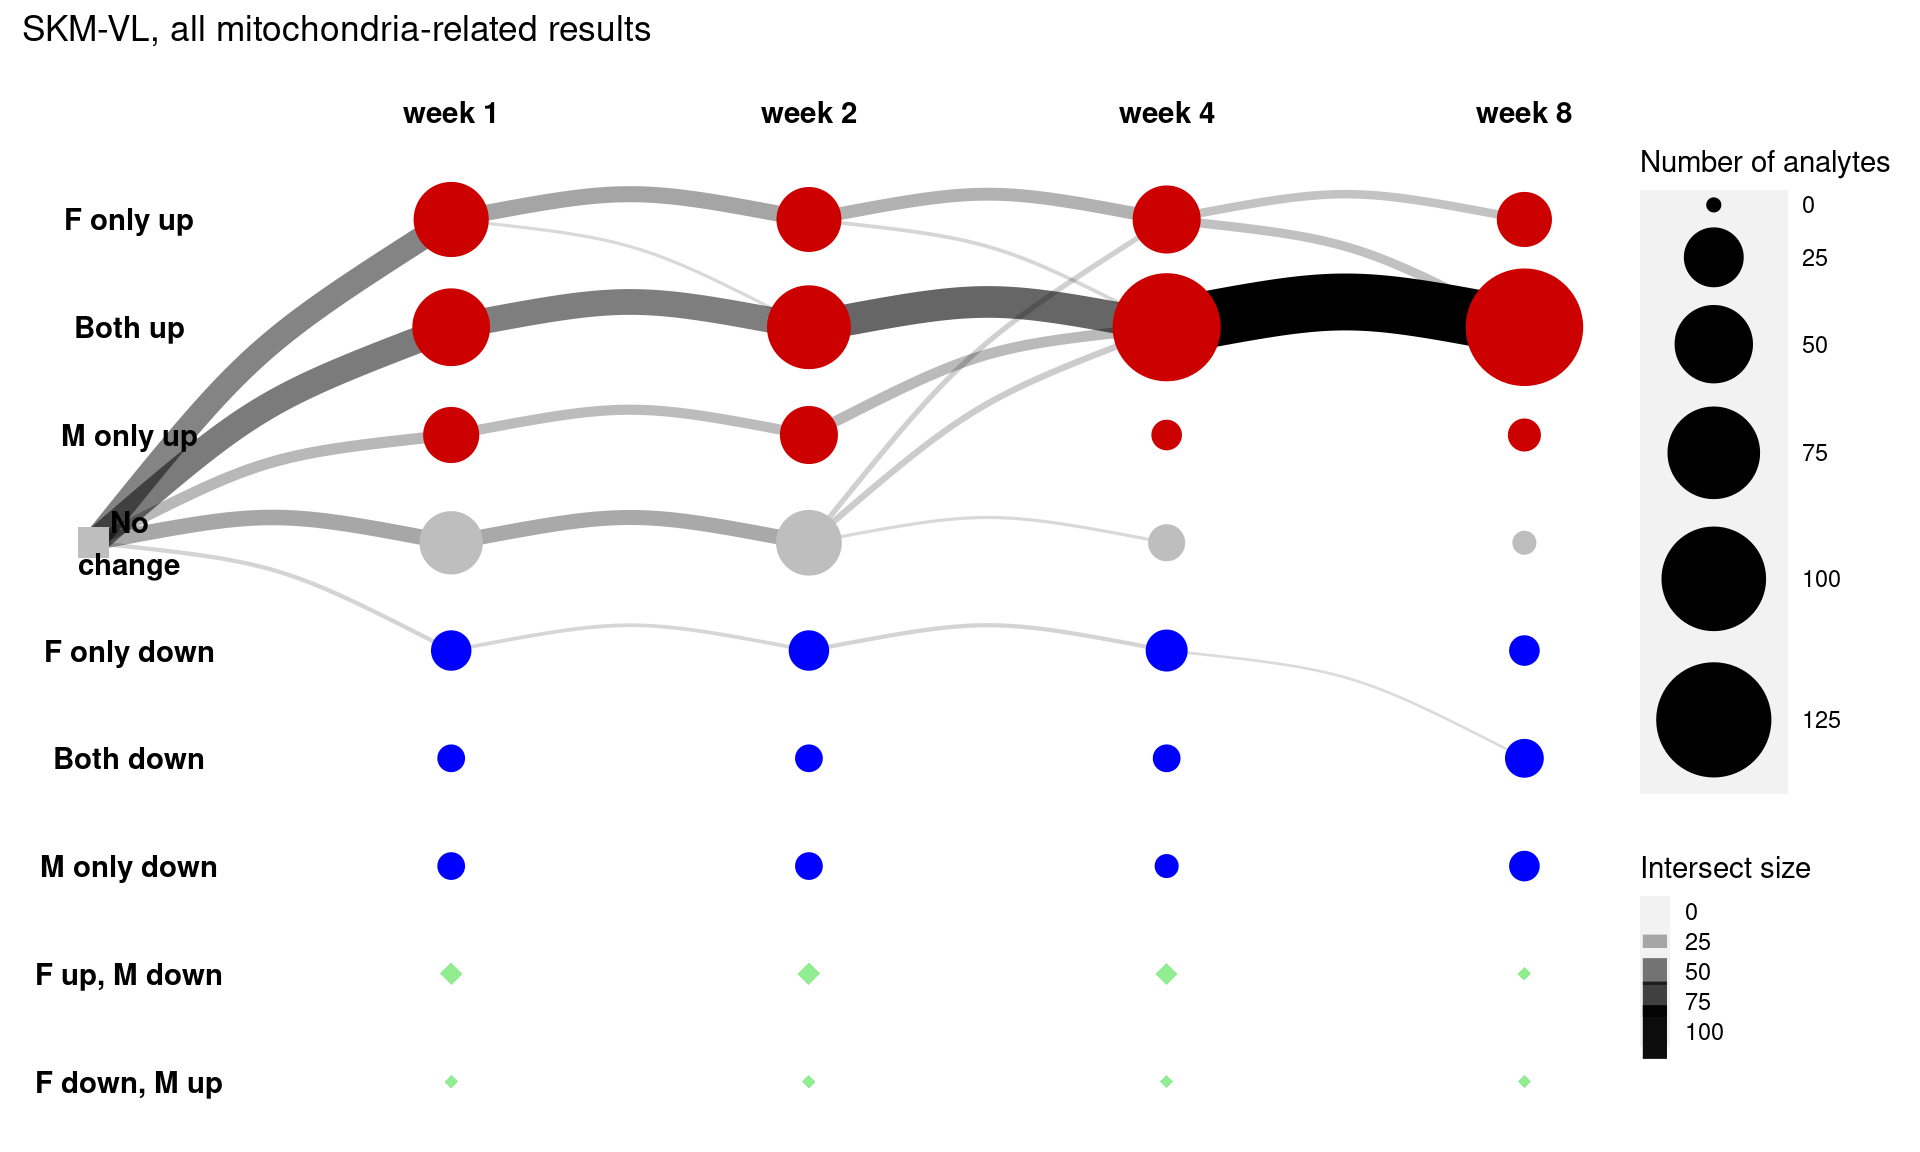 SKM-VL, all mitochondria-related results
week 1
week 2
week 4
week 8
F only up
Both up
M only up
No
change
F only down
Both down
M only down
F up, M down
F down, M up
Number of analytes
0
25
50
75
100
125
Intersect size
0
25
50
75
100